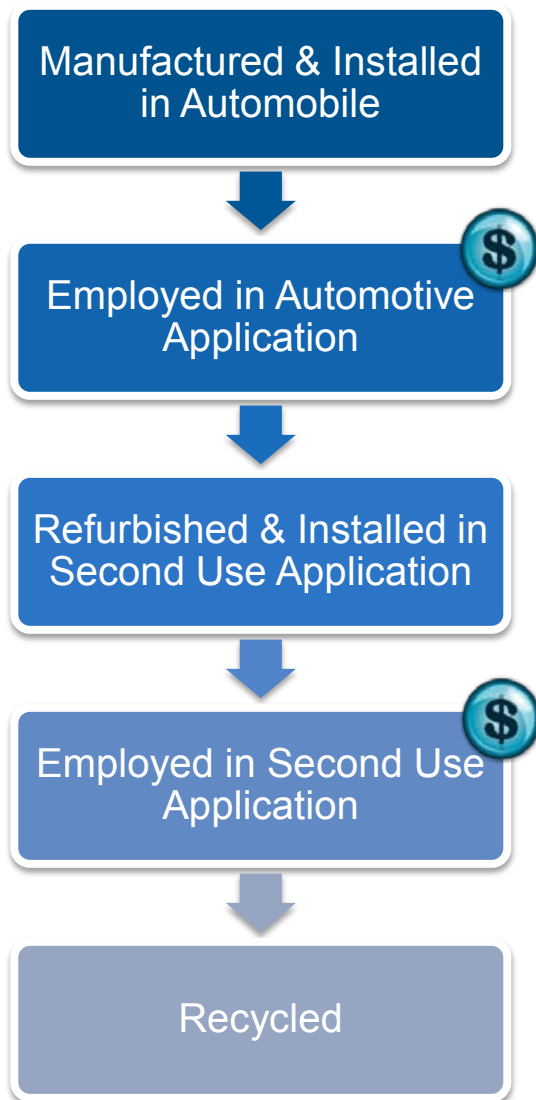 Manufactured & Installed
in Automobile
$
Employed in Automotive
Application
Refurbished & Installed in
Second Use Application
$
Employed in Second Use
Application
Recycled